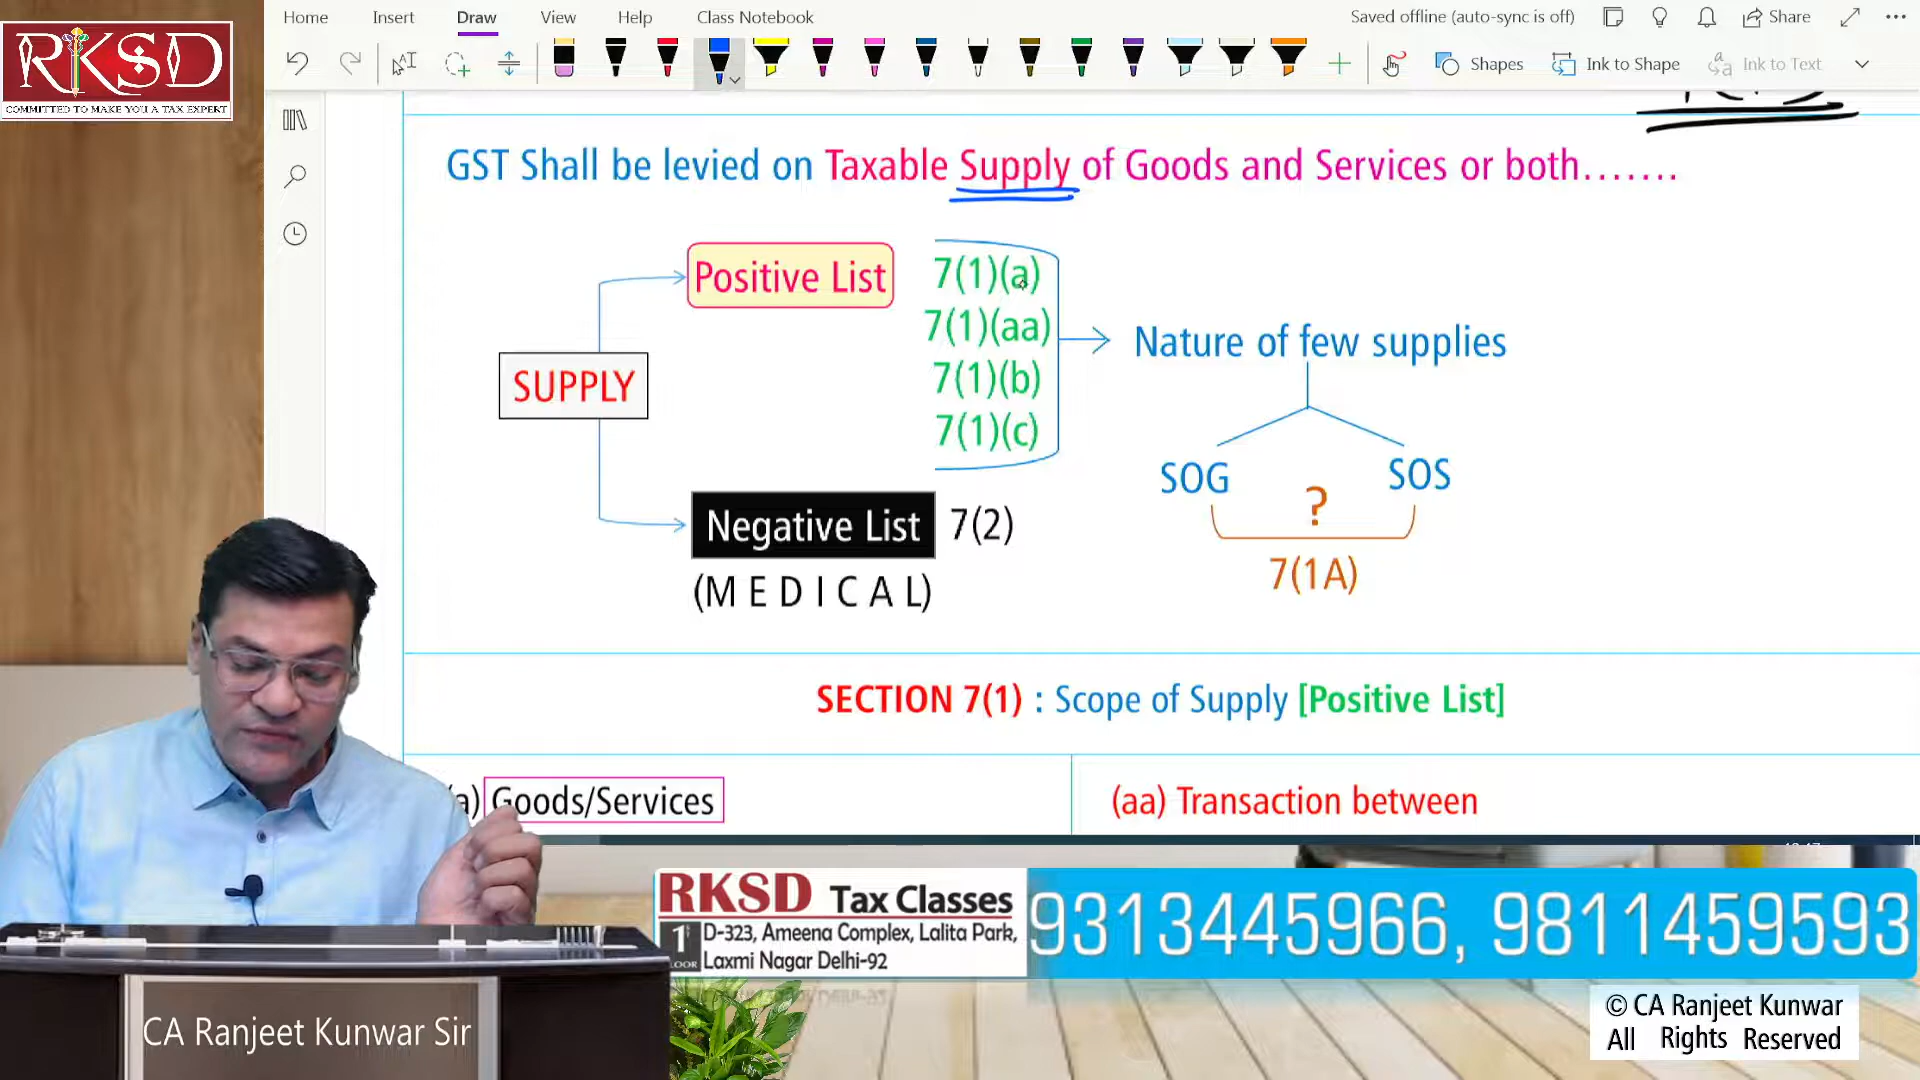 RKSD
COMMITTED TO MAKE YOU A TAX EXPERT
Home Insert Draw View Help Class Notebook
Saved offline (auto-sync is off)
Share
Shapes Ink to Shape Ink to Text
GST Shall be levied on Taxable Supply of Goods and Services or both.......
Positive List
7(1)(a)
7(1)(aa)
7(1)(b)
7(1)(c)
SUPPLY
Nature of few supplies
SOG ? SOS
7(1A)
Negative List 7(2)
(M E D I C A L)
SECTION 7(1) : Scope of Supply [Positive List]
(a) Goods/Services
(aa) Transaction between
RKSD Tax Classes
D-323, Ameena Complex, Lalita Park,
Laxmi Nagar Delhi-92
9313445966, 9811459593
CA Ranjeet Kunwar Sir
© CA Ranjeet Kunwar
All Rights Reserved